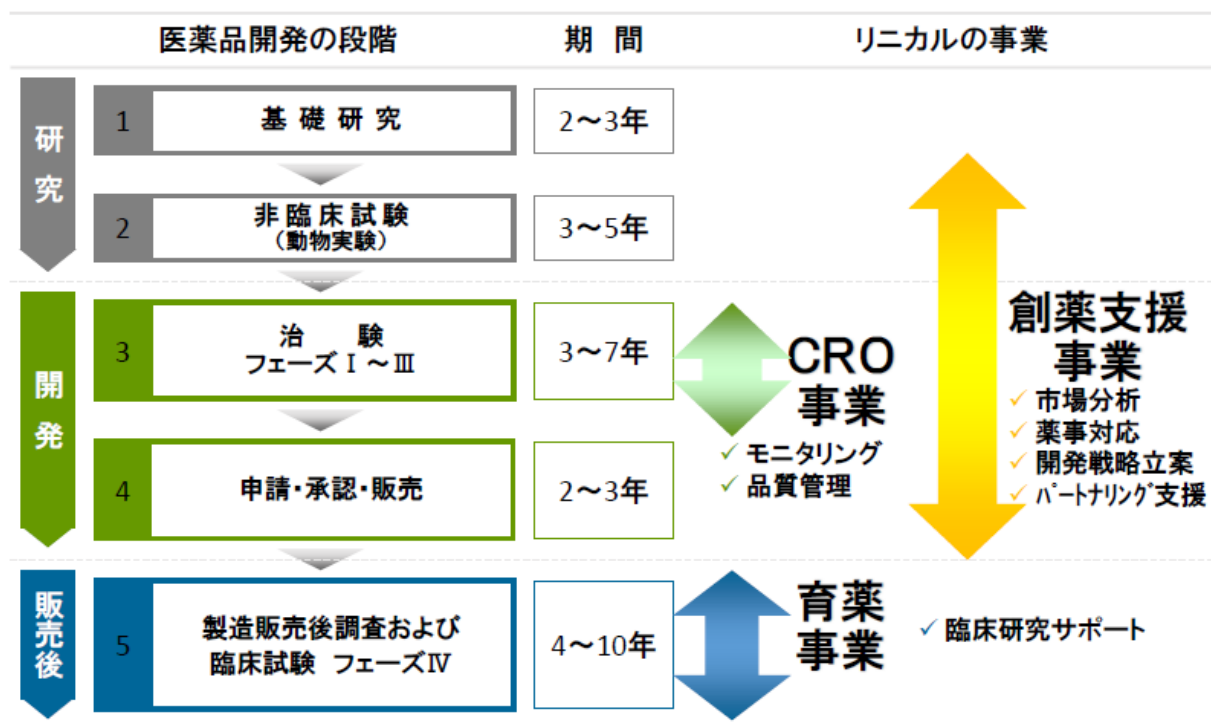 医薬品開発の段階
期 間
リニカルの事業
研究
1
基 礎 研 究
2～3年
2
非 臨 床 試 験
（動物実験）
3～5年
開発
3
治 験
フェーズⅠ～Ⅲ
3～7年
CRO
事業
✓ モニタリング
✓ 品質管理
創薬支援
事業
✓ 市場分析
✓ 薬事対応
✓ 開発戦略立案
✓ ﾊﾟｰﾄﾅﾘﾝｸﾞ支援
4
申請・承認・販売
2～3年
販売後
5
製造販売後調査および
臨床試験 フェーズⅣ
4～10年
育薬
事業
✓ 臨床研究サポート